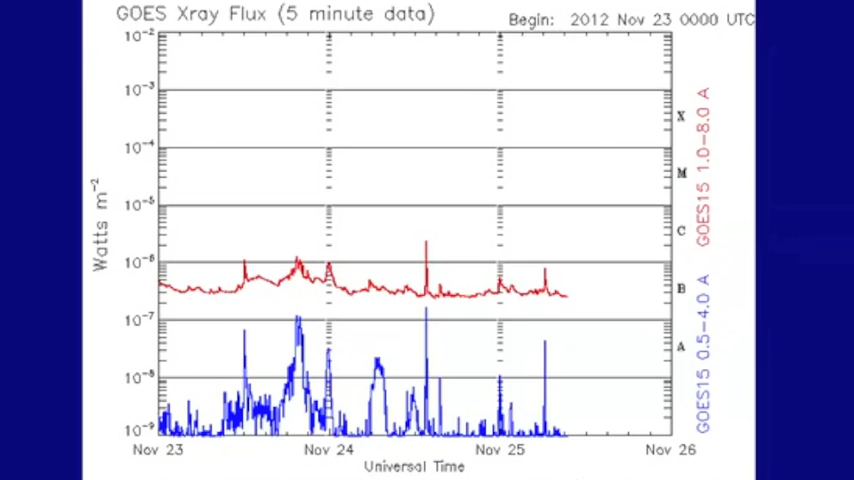 GOES Xray Flux (5 minute data)
Begin: 2012 Nov 23 0000 UTC
10-2
10-3
10-4
10-5
10-6
10-7
10-8
10-9
Watts m-2
X
M
C
B
A
GOES15 1.0-8.0 A
GOES15 0.5-4.0 A
Nov 23
Nov 24
Nov 25
Nov 26
Universal Time